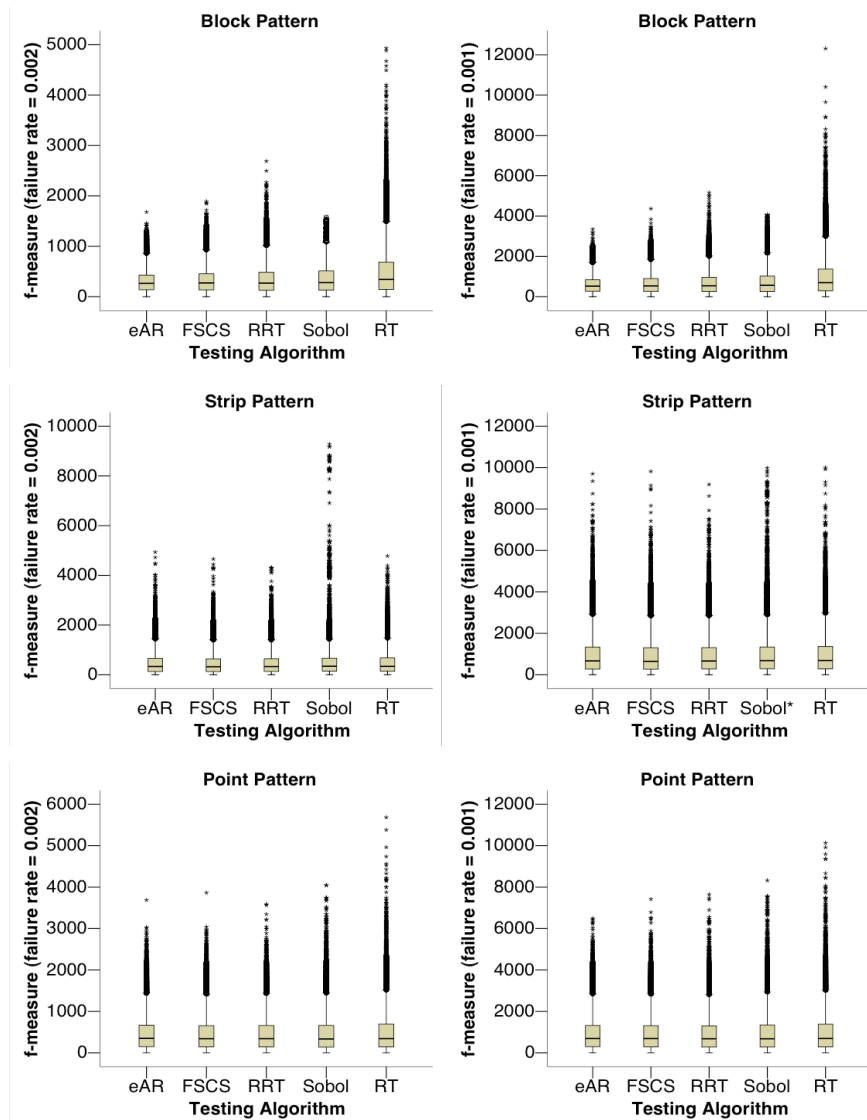 Block Pattern
f-measure (failure rate = 0.002)
5000
4000
3000
2000
1000
0
eAR FSCS RRT Sobol RT
Testing Algorithm
Block Pattern
f-measure (failure rate = 0.001)
12000
10000
8000
6000
4000
2000
0
eAR FSCS RRT Sobol RT
Testing Algorithm
Strip Pattern
f-measure (failure rate = 0.002)
10000
8000
6000
4000
2000
0
eAR FSCS RRT Sobol RT
Testing Algorithm
Strip Pattern
f-measure (failure rate = 0.001)
12000
10000
8000
6000
4000
2000
0
eAR FSCS RRT Sobol* RT
Testing Algorithm
Point Pattern
f-measure (failure rate = 0.002)
6000
5000
4000
3000
2000
1000
0
eAR FSCS RRT Sobol RT
Testing Algorithm
Point Pattern
f-measure (failure rate = 0.001)
12000
10000
8000
6000
4000
2000
0
eAR FSCS RRT Sobol RT
Testing Algorithm